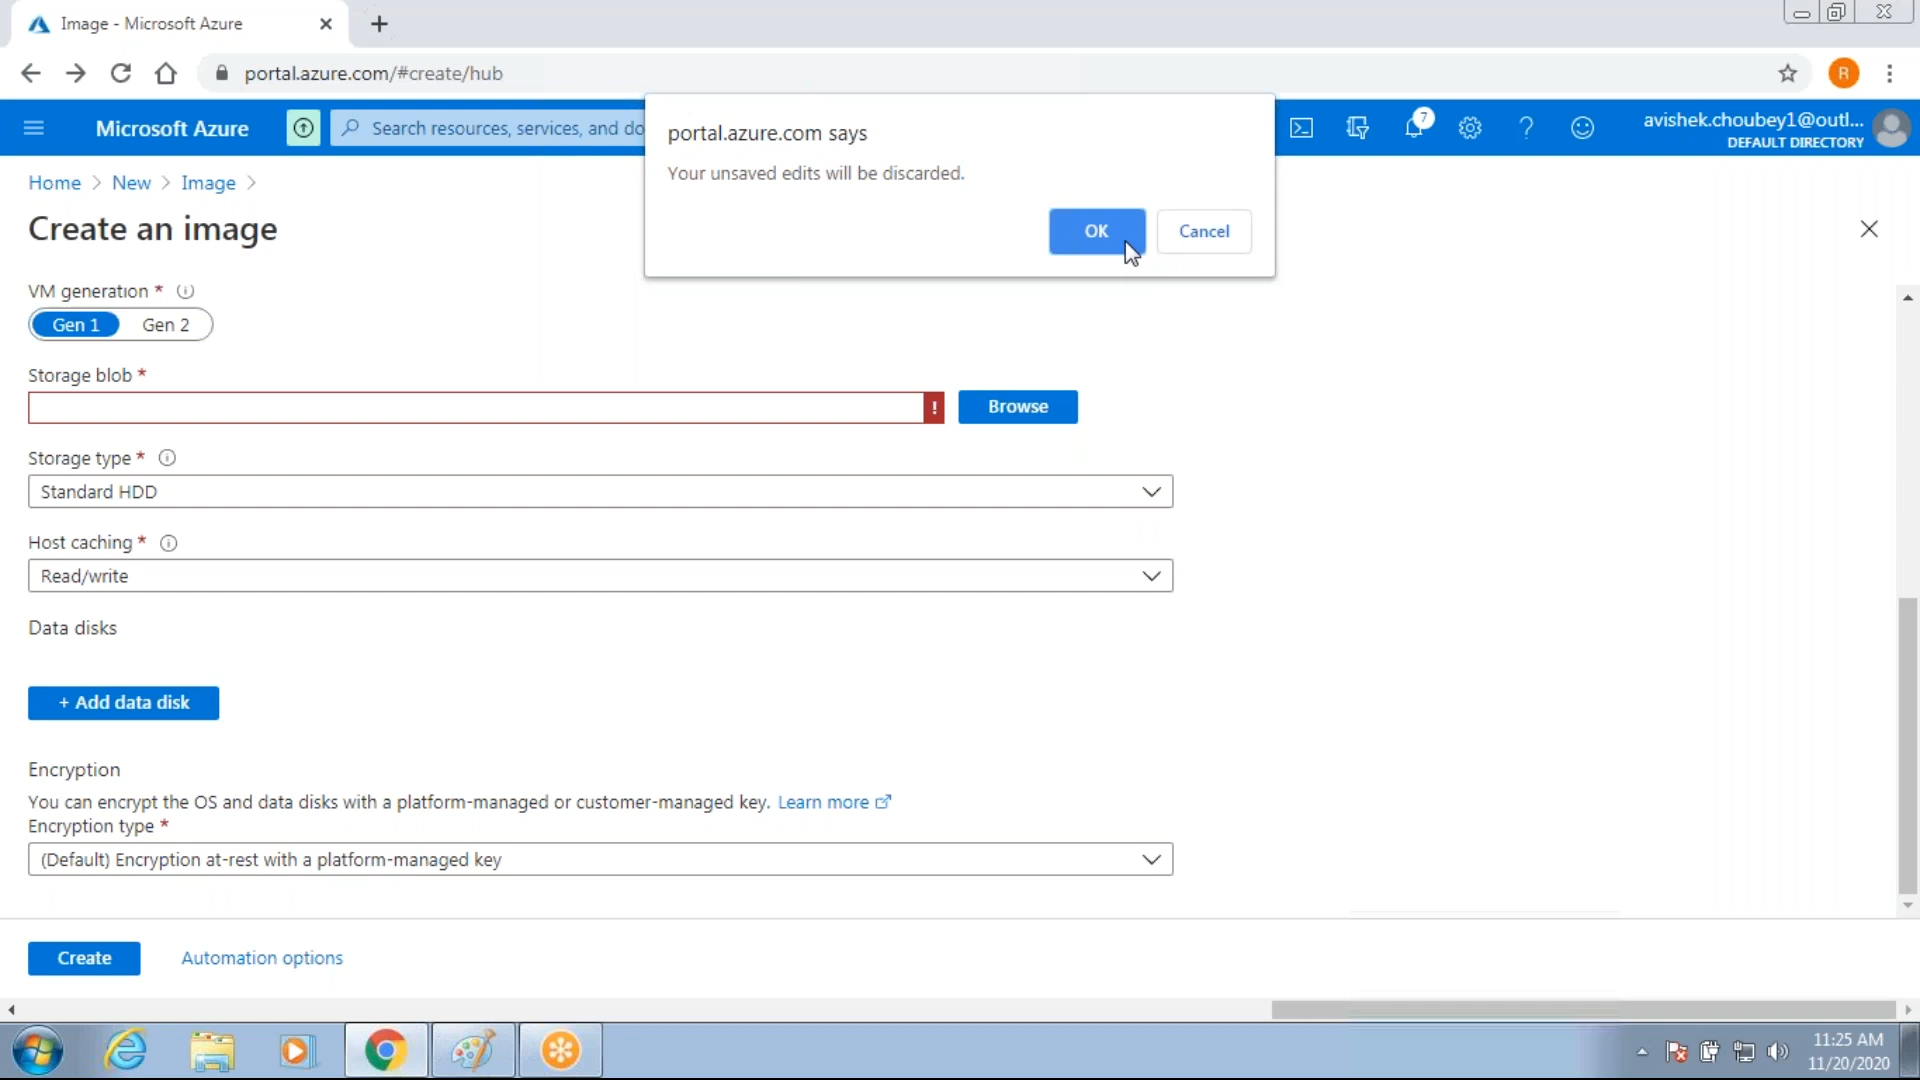 Image - Microsoft Azure
portal.azure.com/#create/hub
R
Microsoft Azure
Search resources, services, and do
7
avishek.choubey1@outl...
DEFAULT DIRECTORY
portal.azure.com says
Your unsaved edits will be discarded.
OK
Cancel
Home > New > Image >
Create an image
VM generation *
Gen 1 Gen 2
Storage blob *
!
Browse
Storage type *
Standard HDD
Host caching *
Read/write
Data disks
+ Add data disk
Encryption
You can encrypt the OS and data disks with a platform-managed or customer-managed key. Learn more
Encryption type *
(Default) Encryption at-rest with a platform-managed key
Create
Automation options
11:25 AM
11/20/2020